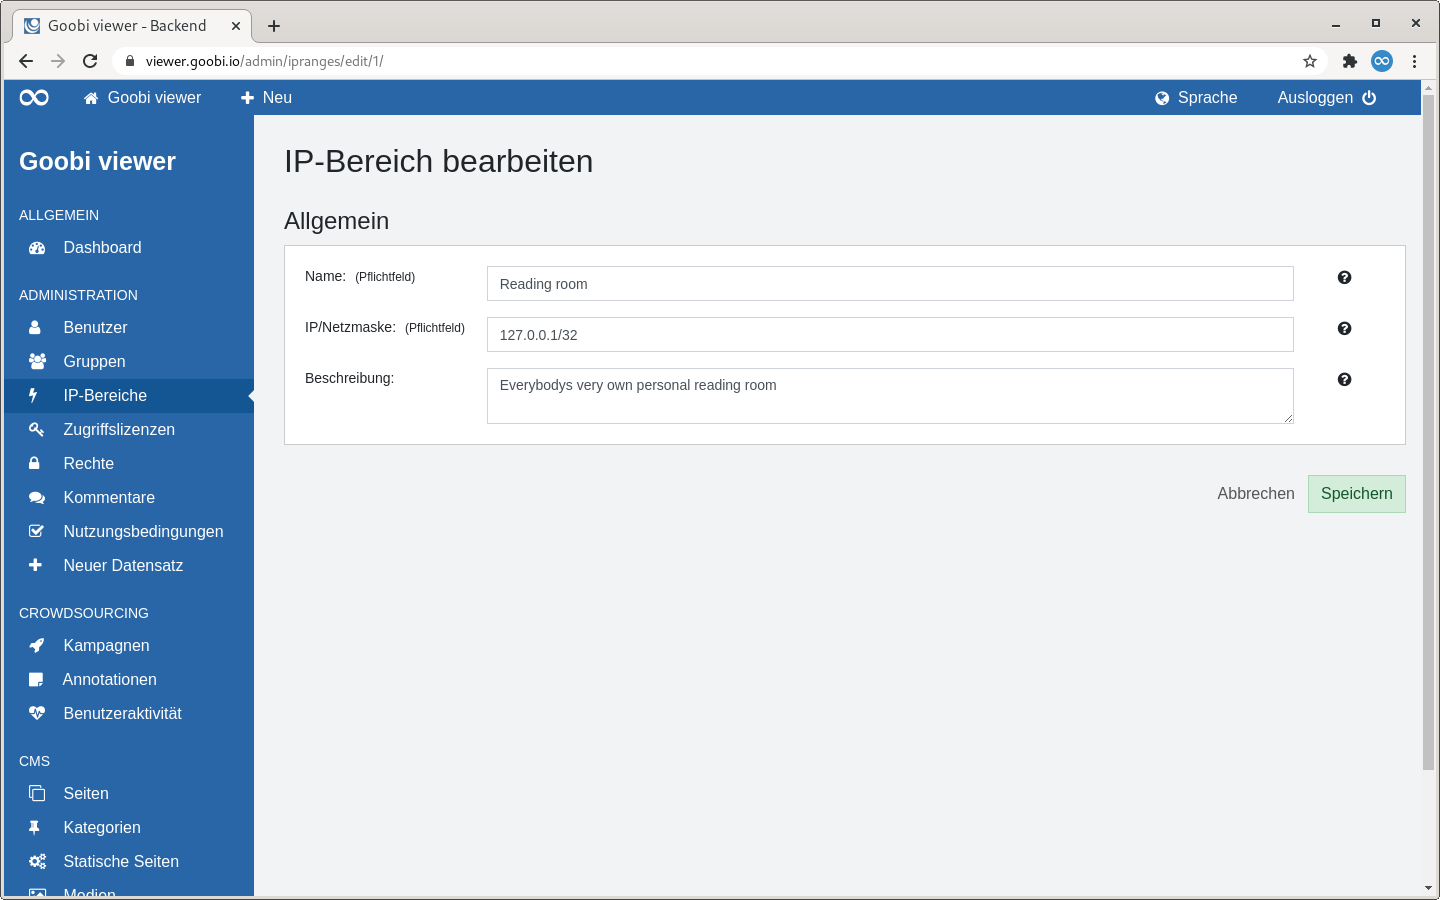 Goobi viewer - Backend
viewer.goobi.io/admin/ipranges/edit/1/
Goobi viewer
Neu
Sprache
Ausloggen
Goobi viewer
ALLGEMEIN
Dashboard
ADMINISTRATION
Benutzer
Gruppen
IP-Bereiche
Zugriffslizenzen
Rechte
Kommentare
Nutzungsbedingungen
Neuer Datensatz
CROWDSOURCING
Kampagnen
Annotationen
Benutzeraktivität
CMS
Seiten
Kategorien
Statische Seiten
Medien
IP-Bereich bearbeiten
Allgemein
Name: (Pflichtfeld)
Reading room
IP/Netzmaske: (Pflichtfeld)
127.0.0.1/32
Beschreibung:
Everybodys very own personal reading room
Abbrechen
Speichern